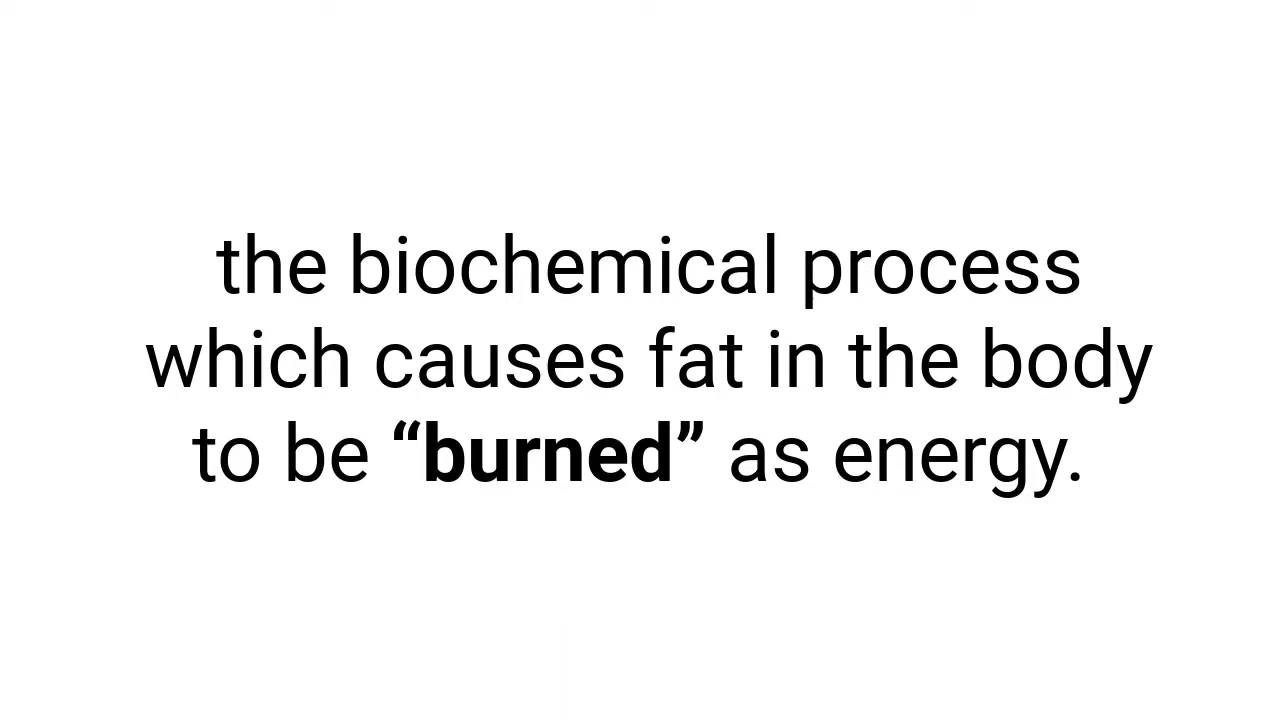 the biochemical process
which causes fat in the body
to be “burned” as energy.